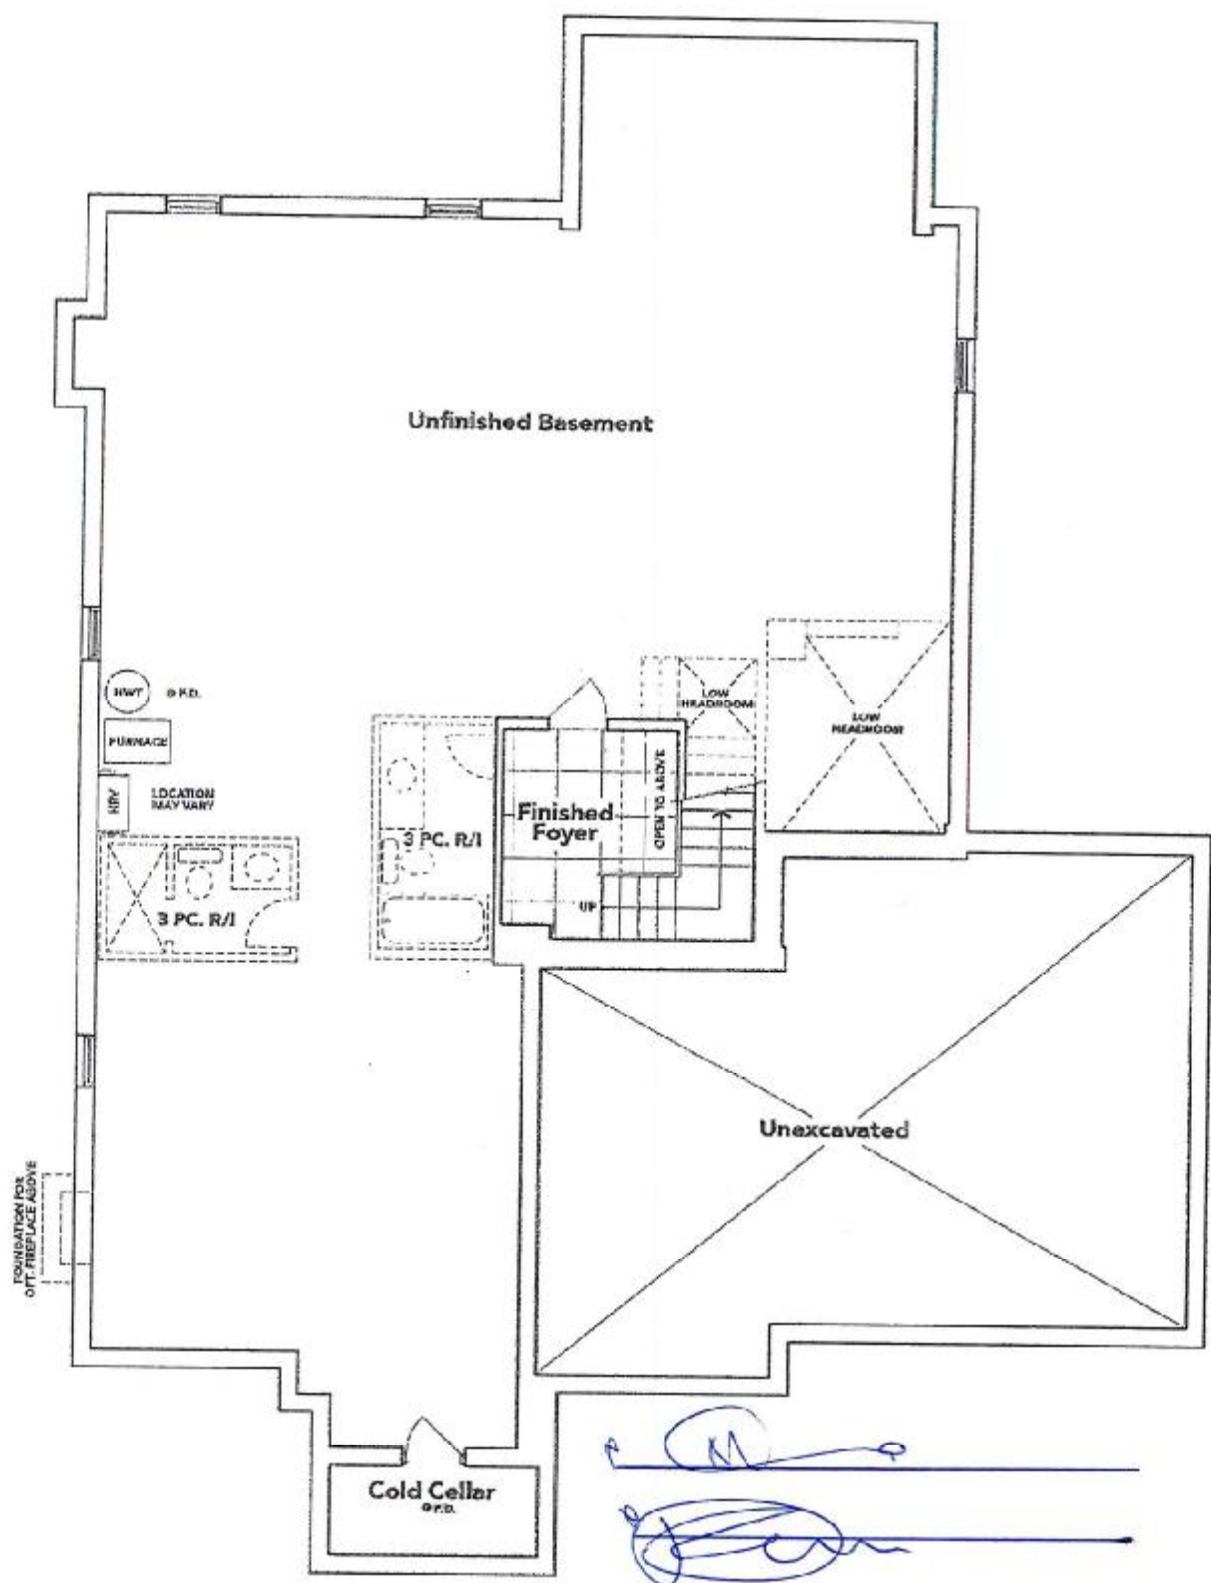 Unfinished Basement
HWT
@ F.D.
FURNACE
HRV
LOCATION
MAY VARY
3 PC. R/I
3 PC. R/I
Finished
Foyer
OPEN TO ABOVE
UP
LOW
HEADROOM
LOW
HEADROOM
Unexcavated
FOUNDATION FOR
OPT. FIREPLACE ABOVE
Cold Cellar
@ F.D.